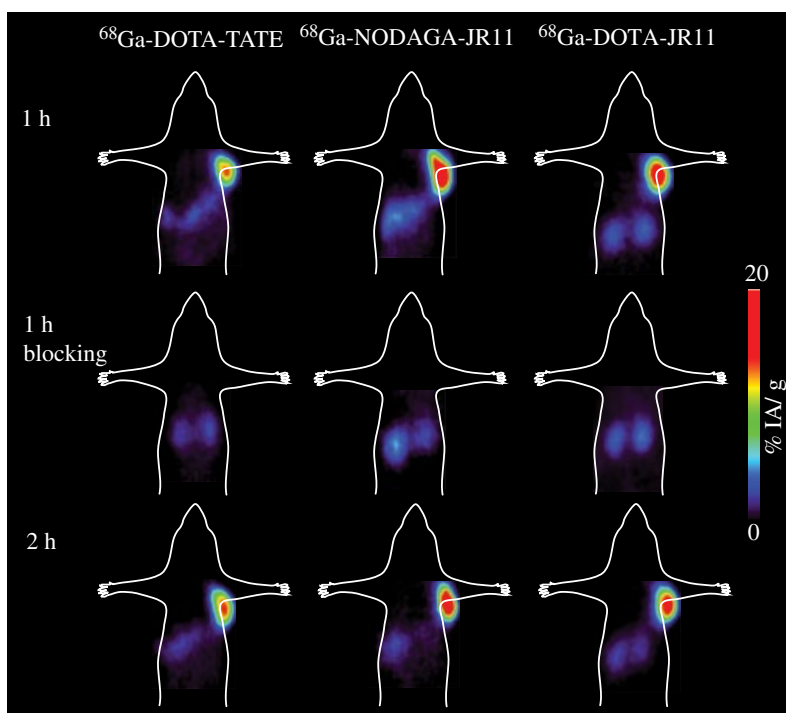 ⁶⁸Ga-DOTA-TATE
⁶⁸Ga-NODAGA-JR11
⁶⁸Ga-DOTA-JR11
1 h
1 h
blocking
2 h
20
% IA/ g
0